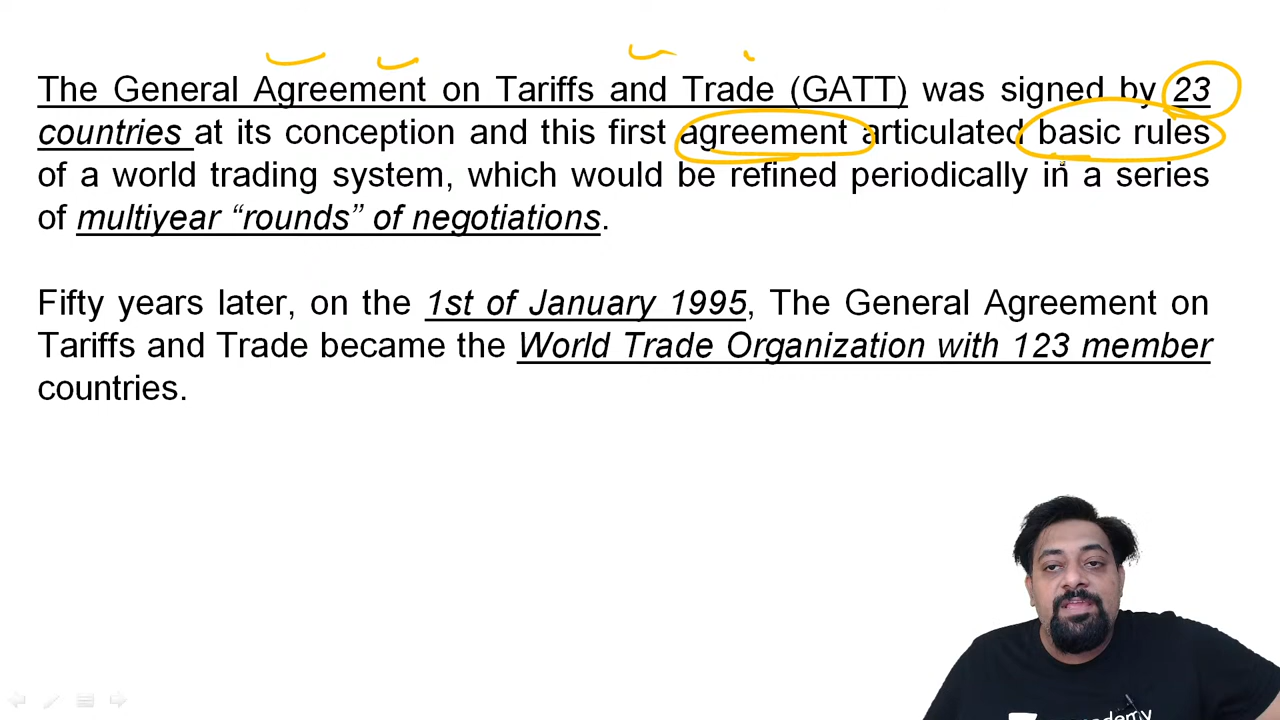 The General Agreement on Tariffs and Trade (GATT) was signed by 23
countries at its conception and this first agreement articulated basic rules
of a world trading system, which would be refined periodically in a series
of multiyear “rounds” of negotiations.
Fifty years later, on the 1st of January 1995, The General Agreement on
Tariffs and Trade became the World Trade Organization with 123 member
countries.